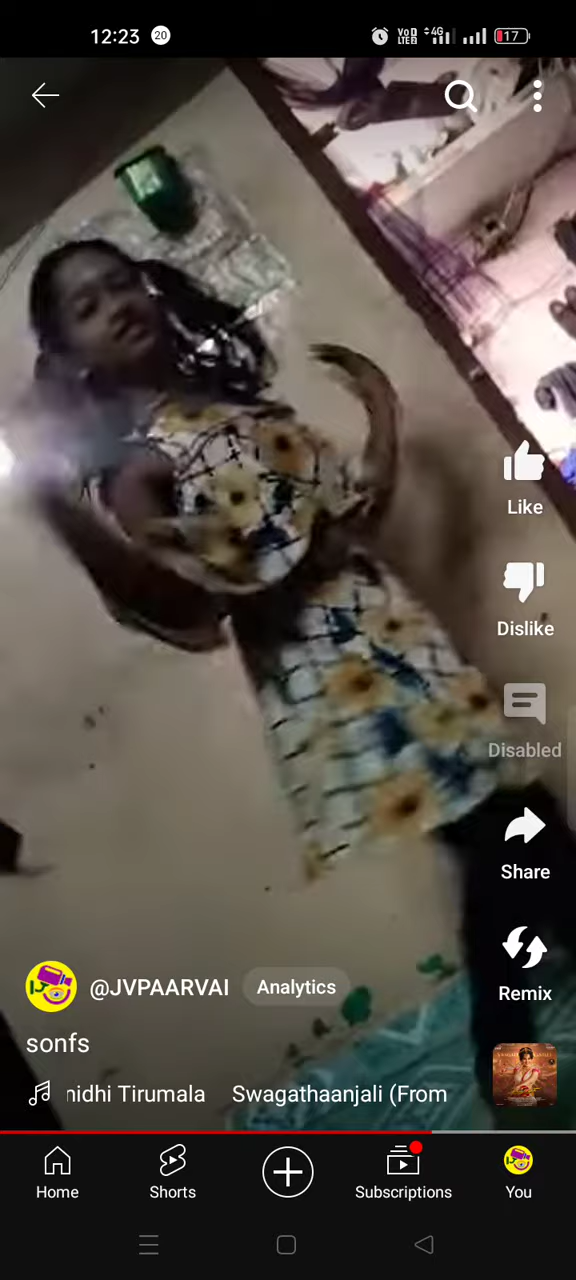 12:23 20 VoD LTE2 4G 17
Like
Dislike
Disabled
Share
@JVPAARVAI Analytics
Remix
sonfs
nidhi Tirumala Swagathaanjali (From
Home Shorts Subscriptions You